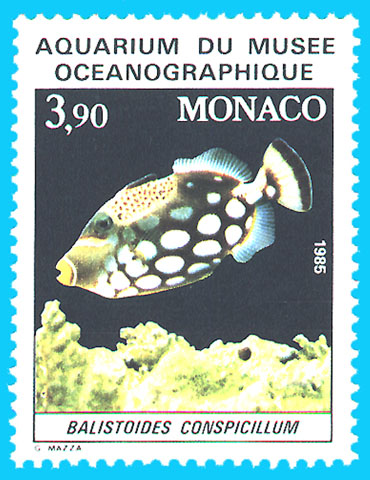 AQUARIUM DU MUSEE
OCEANOGRAPHIQUE
3,90 MONACO
1985
BALISTOIDES CONSPICILLUM
G. MAZZA